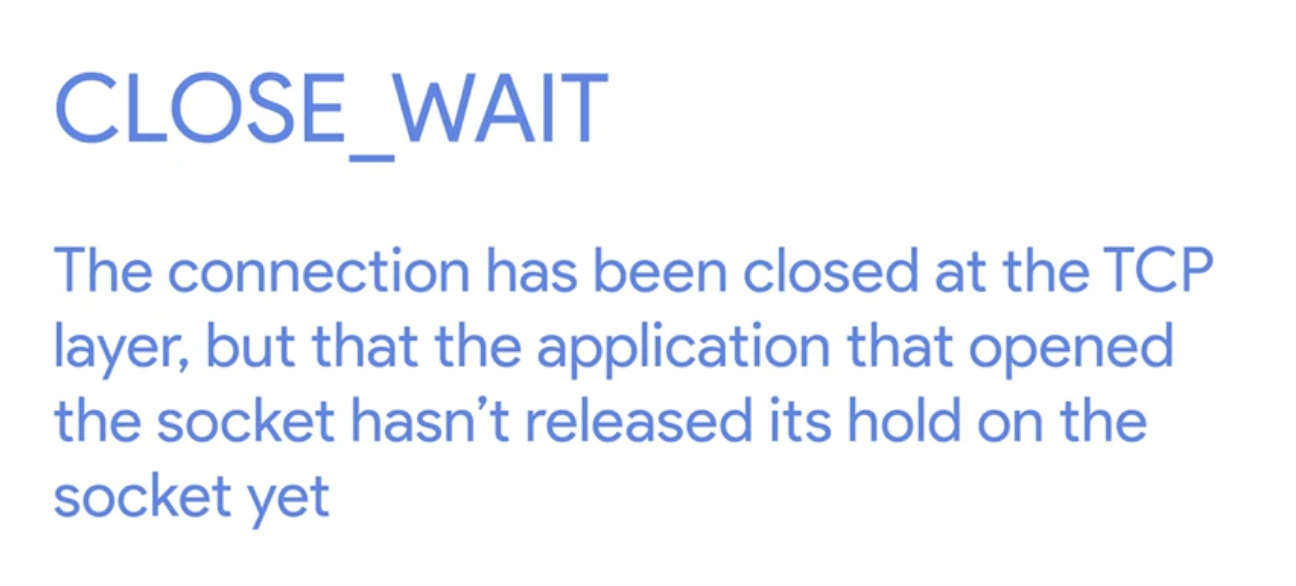 CLOSE_WAIT
The connection has been closed at the TCP
layer, but that the application that opened
the socket hasn’t released its hold on the
socket yet